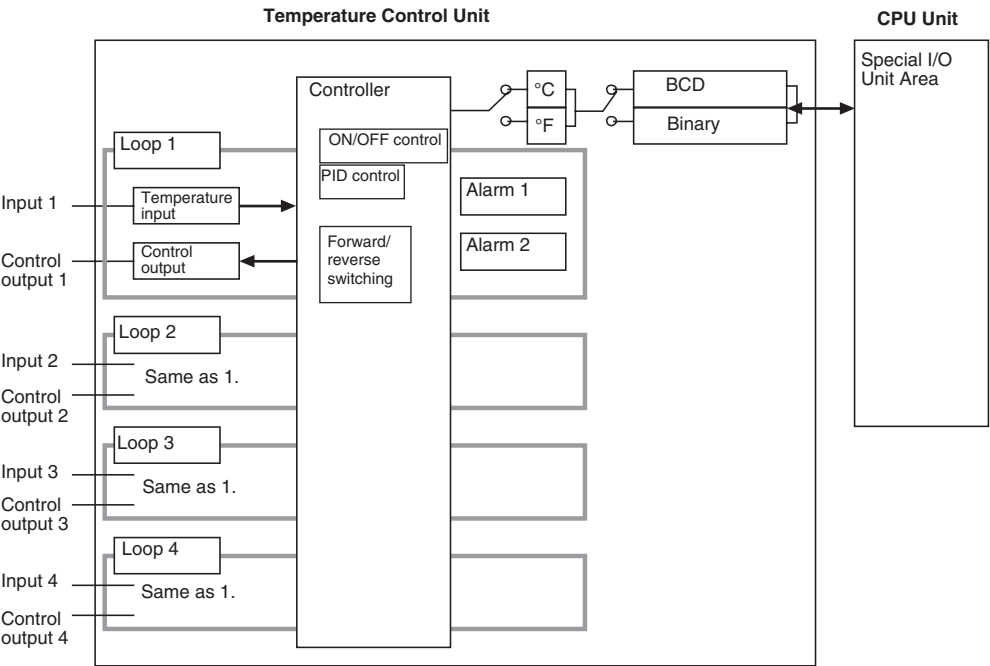 Temperature Control Unit
CPU Unit
Special I/O
Unit Area
Controller
°C
°F
BCD
Binary
ON/OFF control
PID control
Forward/
reverse
switching
Loop 1
Input 1
Temperature
input
Control
output 1
Control
output
Alarm 1
Alarm 2
Loop 2
Input 2
Same as 1.
Control
output 2
Loop 3
Input 3
Same as 1.
Control
output 3
Loop 4
Input 4
Same as 1.
Control
output 4